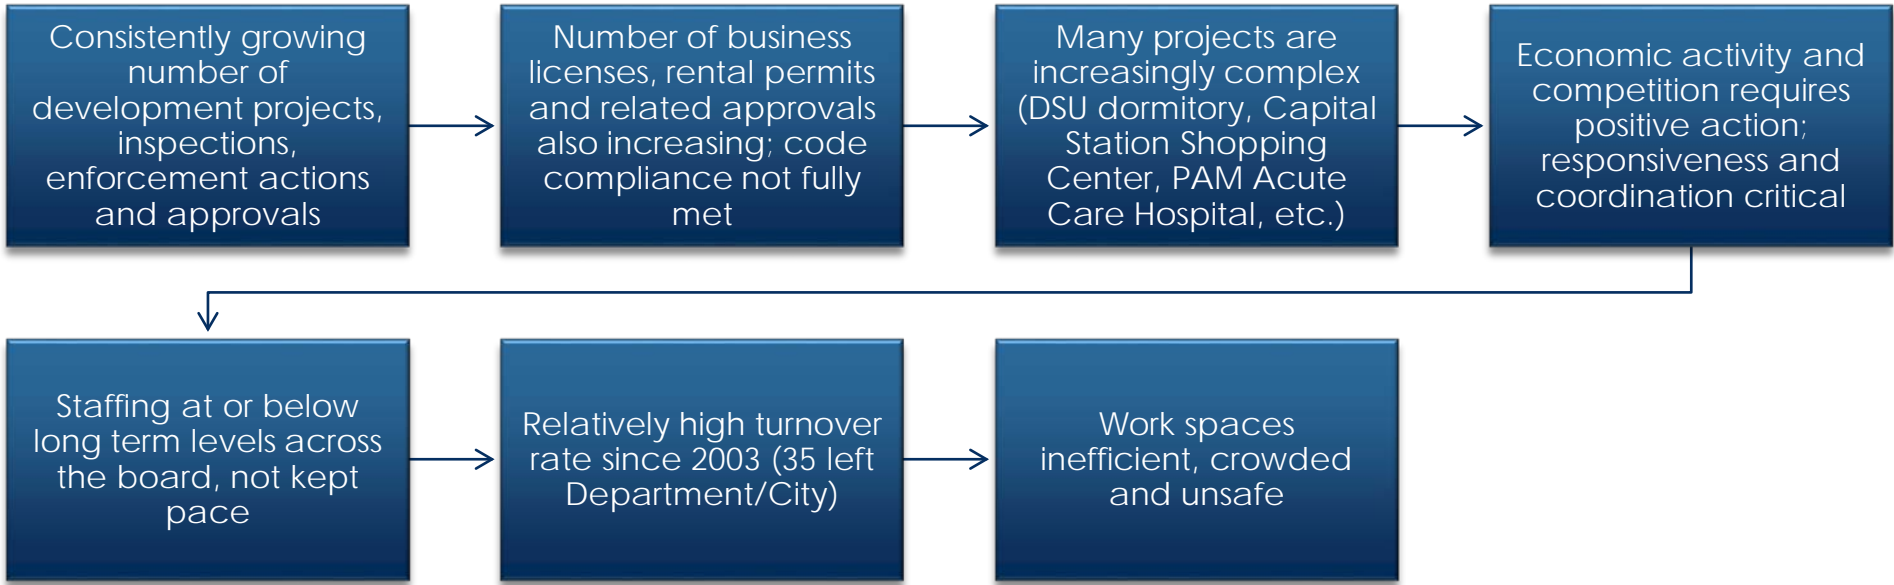 Consistently growing
number of
development projects,
inspections,
enforcement actions
and approvals
Number of business
licenses, rental permits
and related approvals
also increasing; code
compliance not fully
met
Many projects are
increasingly complex
(DSU dormitory, Capital
Station Shopping
Center, PAM Acute
Care Hospital, etc.)
Economic activity and
competition requires
positive action;
responsiveness and
coordination critical
Staffing at or below
long term levels across
the board, not kept
pace
Relatively high turnover
rate since 2003 (35 left
Department/City)
Work spaces
inefficient, crowded
and unsafe